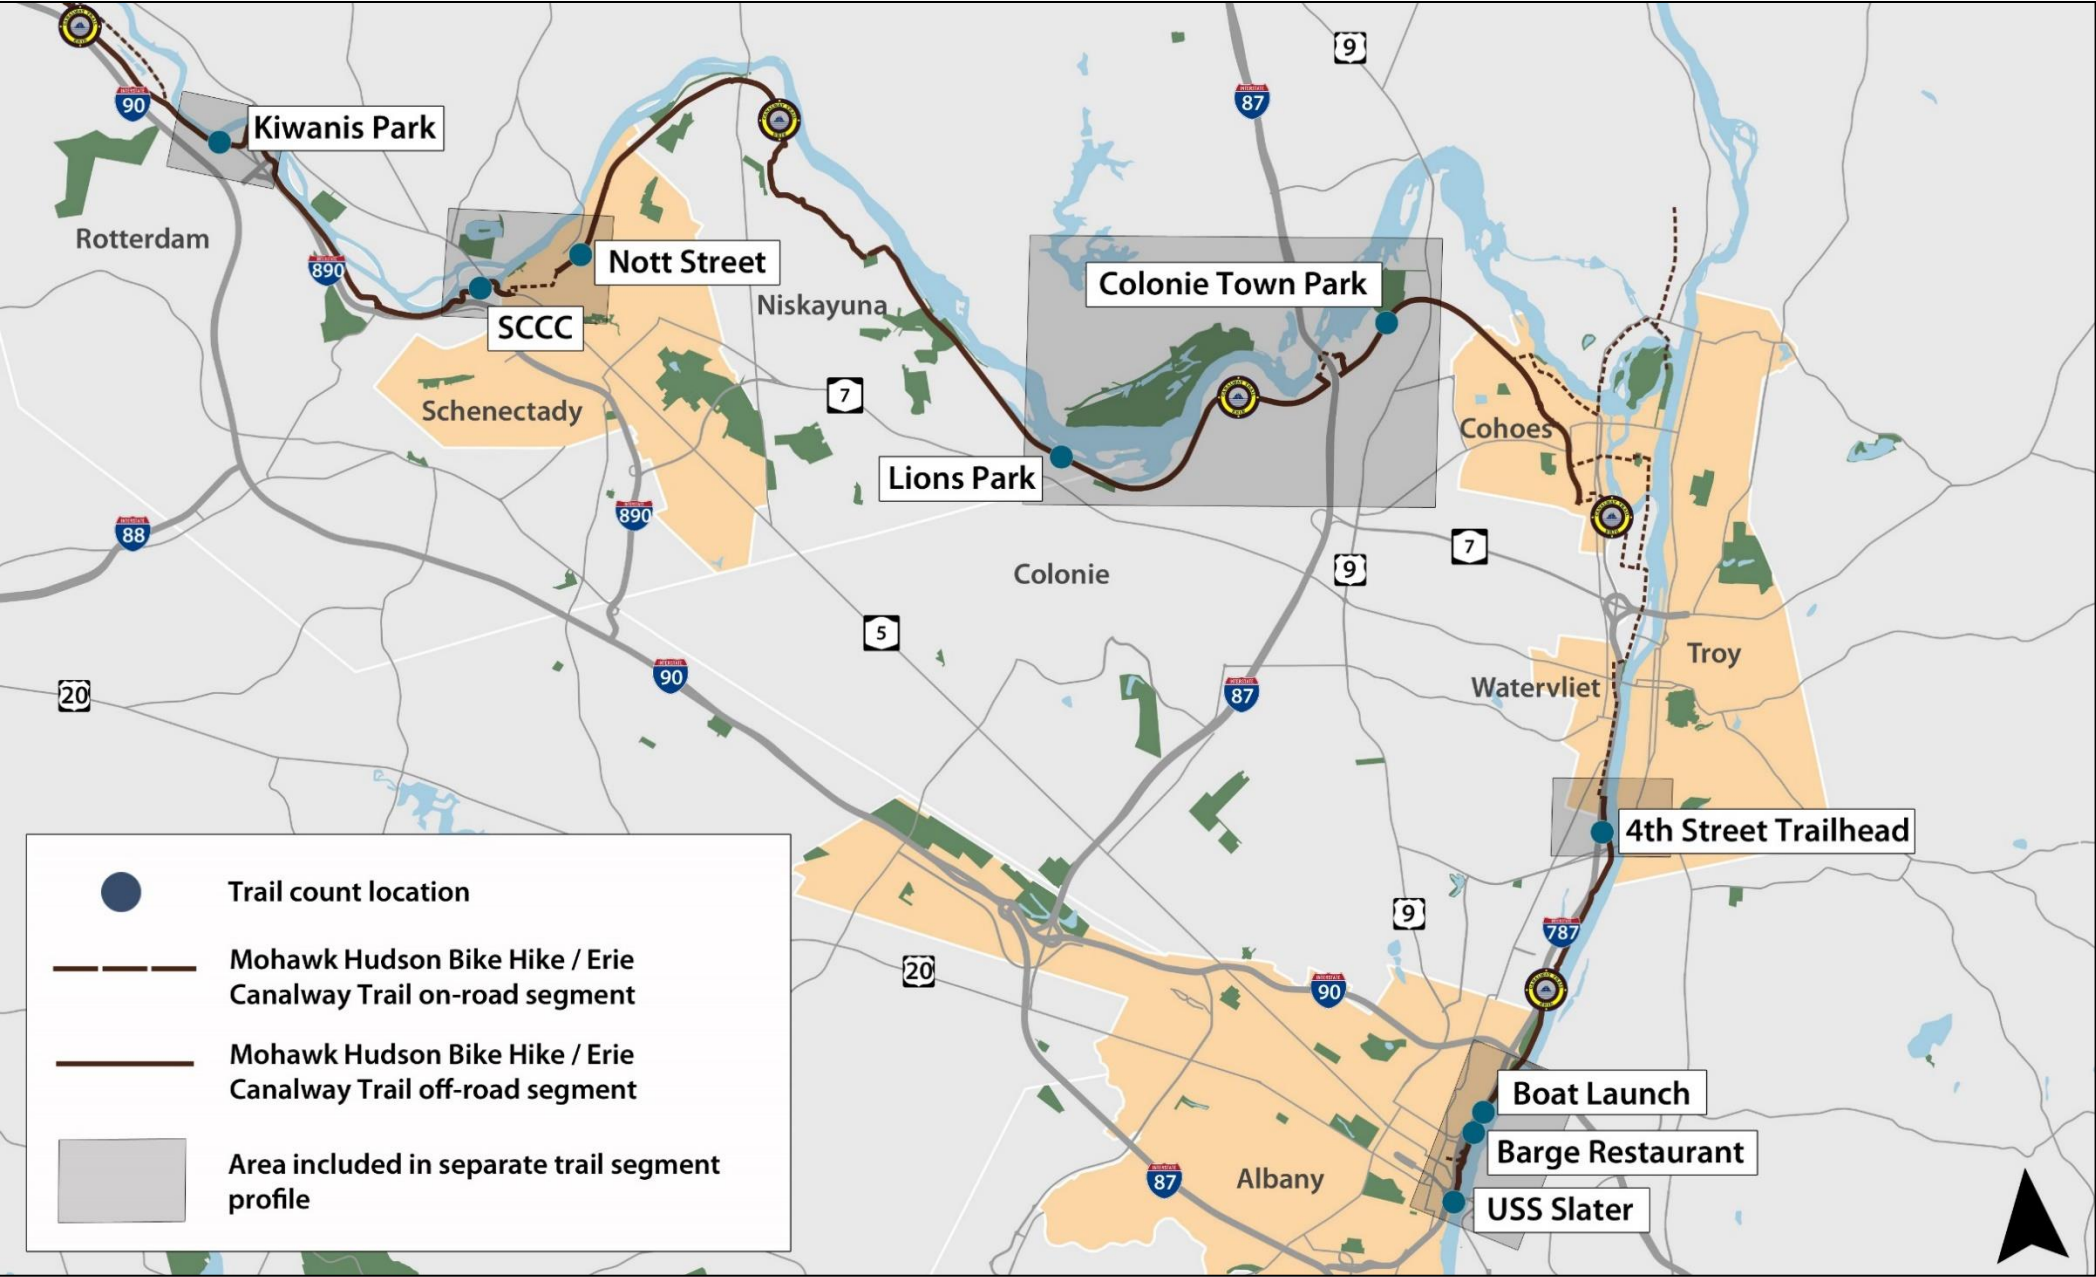 9
90
87
Kiwanis Park
Rotterdam
890
Nott Street
SCCC
Niskayuna
Colonie Town Park
Schenectady
7
Cohoes
Lions Park
890
88
7
9
Colonie
5
Troy
90
20
87
Watervliet
4th Street Trailhead
Trail count location
9
787
Mohawk Hudson Bike Hike / Erie
Canalway Trail on-road segment
20
90
Mohawk Hudson Bike Hike / Erie
Canalway Trail off-road segment
Boat Launch
Barge Restaurant
Area included in separate trail segment
profile
Albany
87
USS Slater